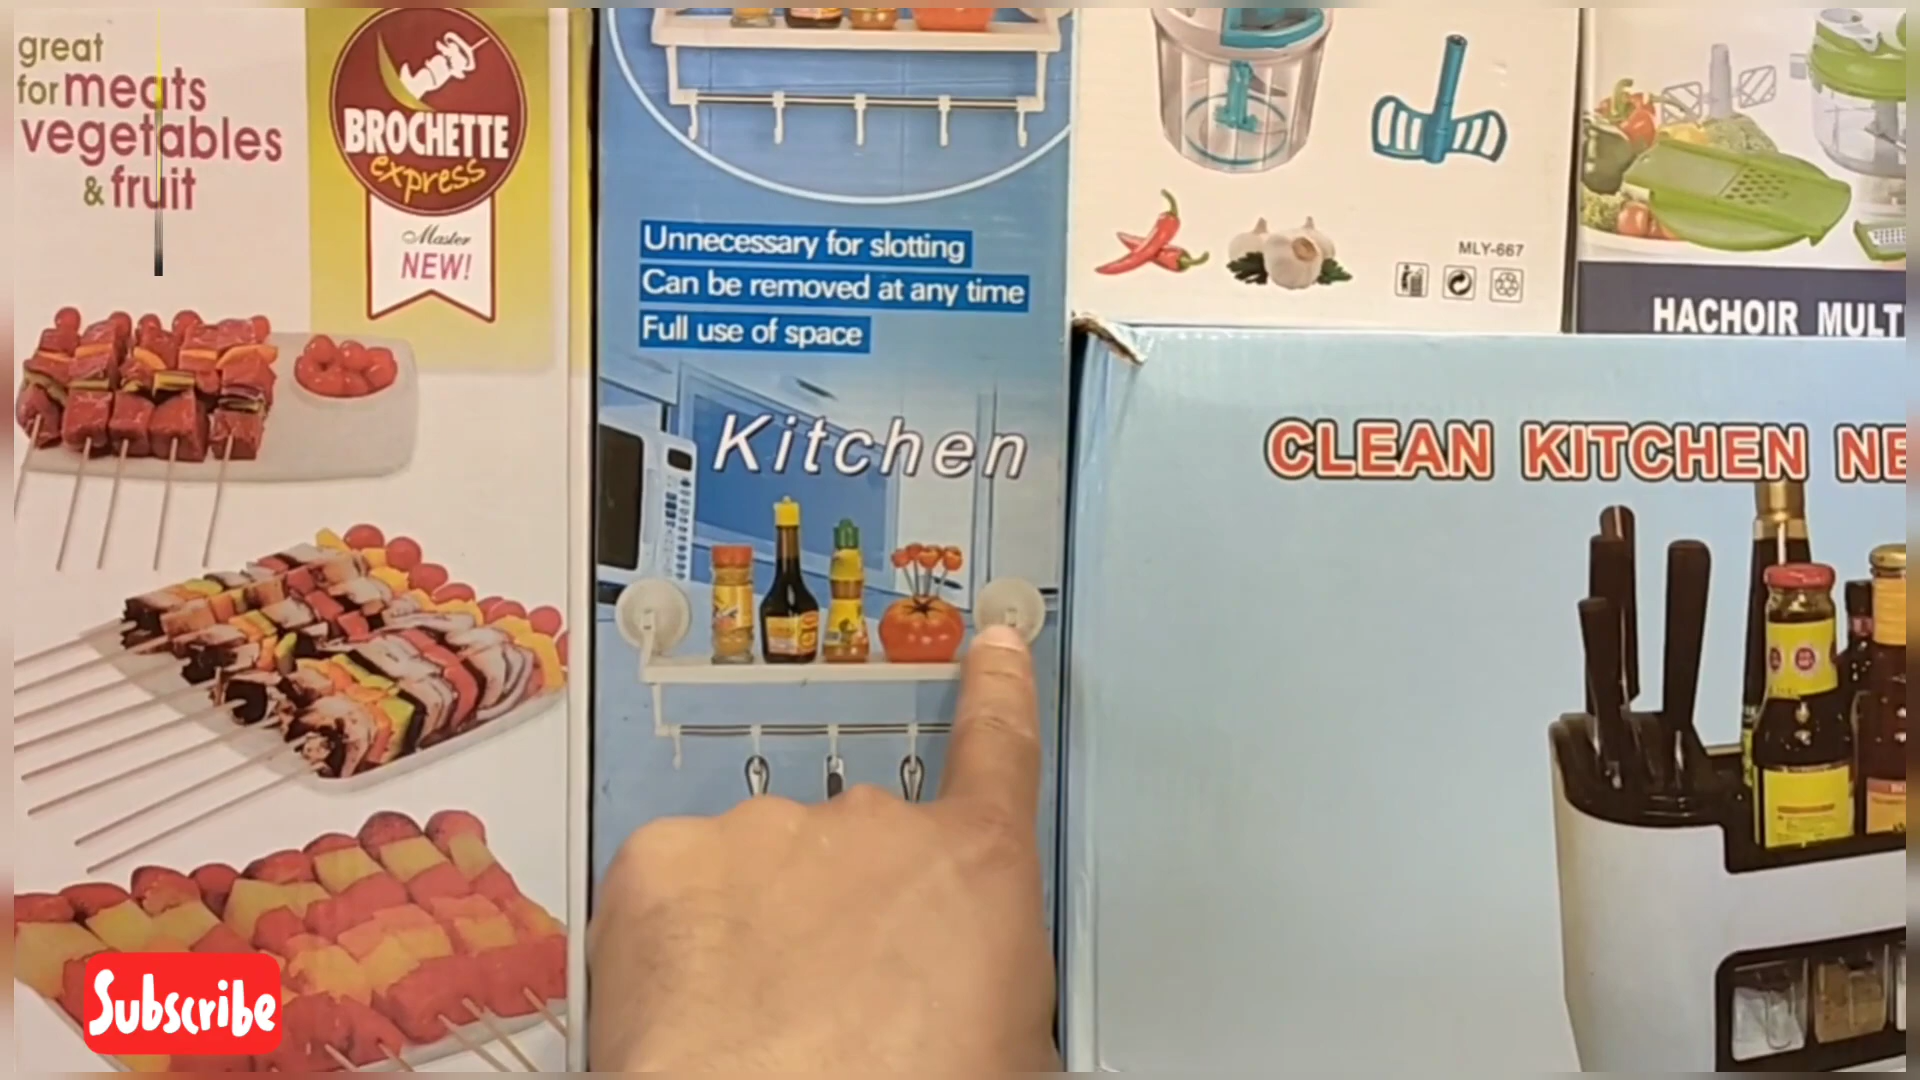 great
for meats
vegetables
& fruit
BROCHETTE
express
Master
NEW!
Unnecessary for slotting
Can be removed at any time
Full use of space
Kitchen
MLY-667
HACHOIR MULT
CLEAN KITCHEN NE
Subscribe